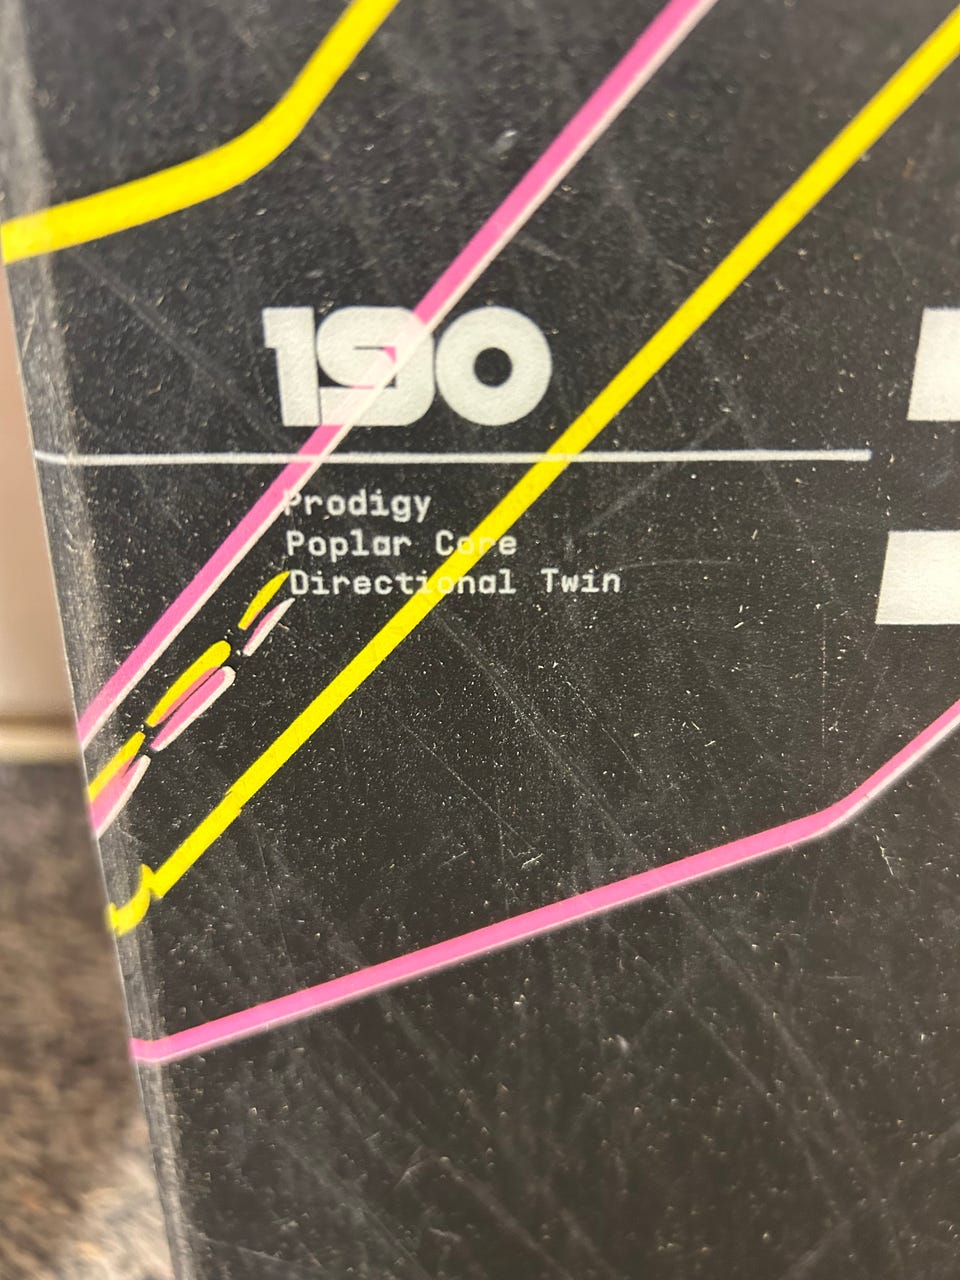 190
Prodigy
Poplar Core
Directional Twin